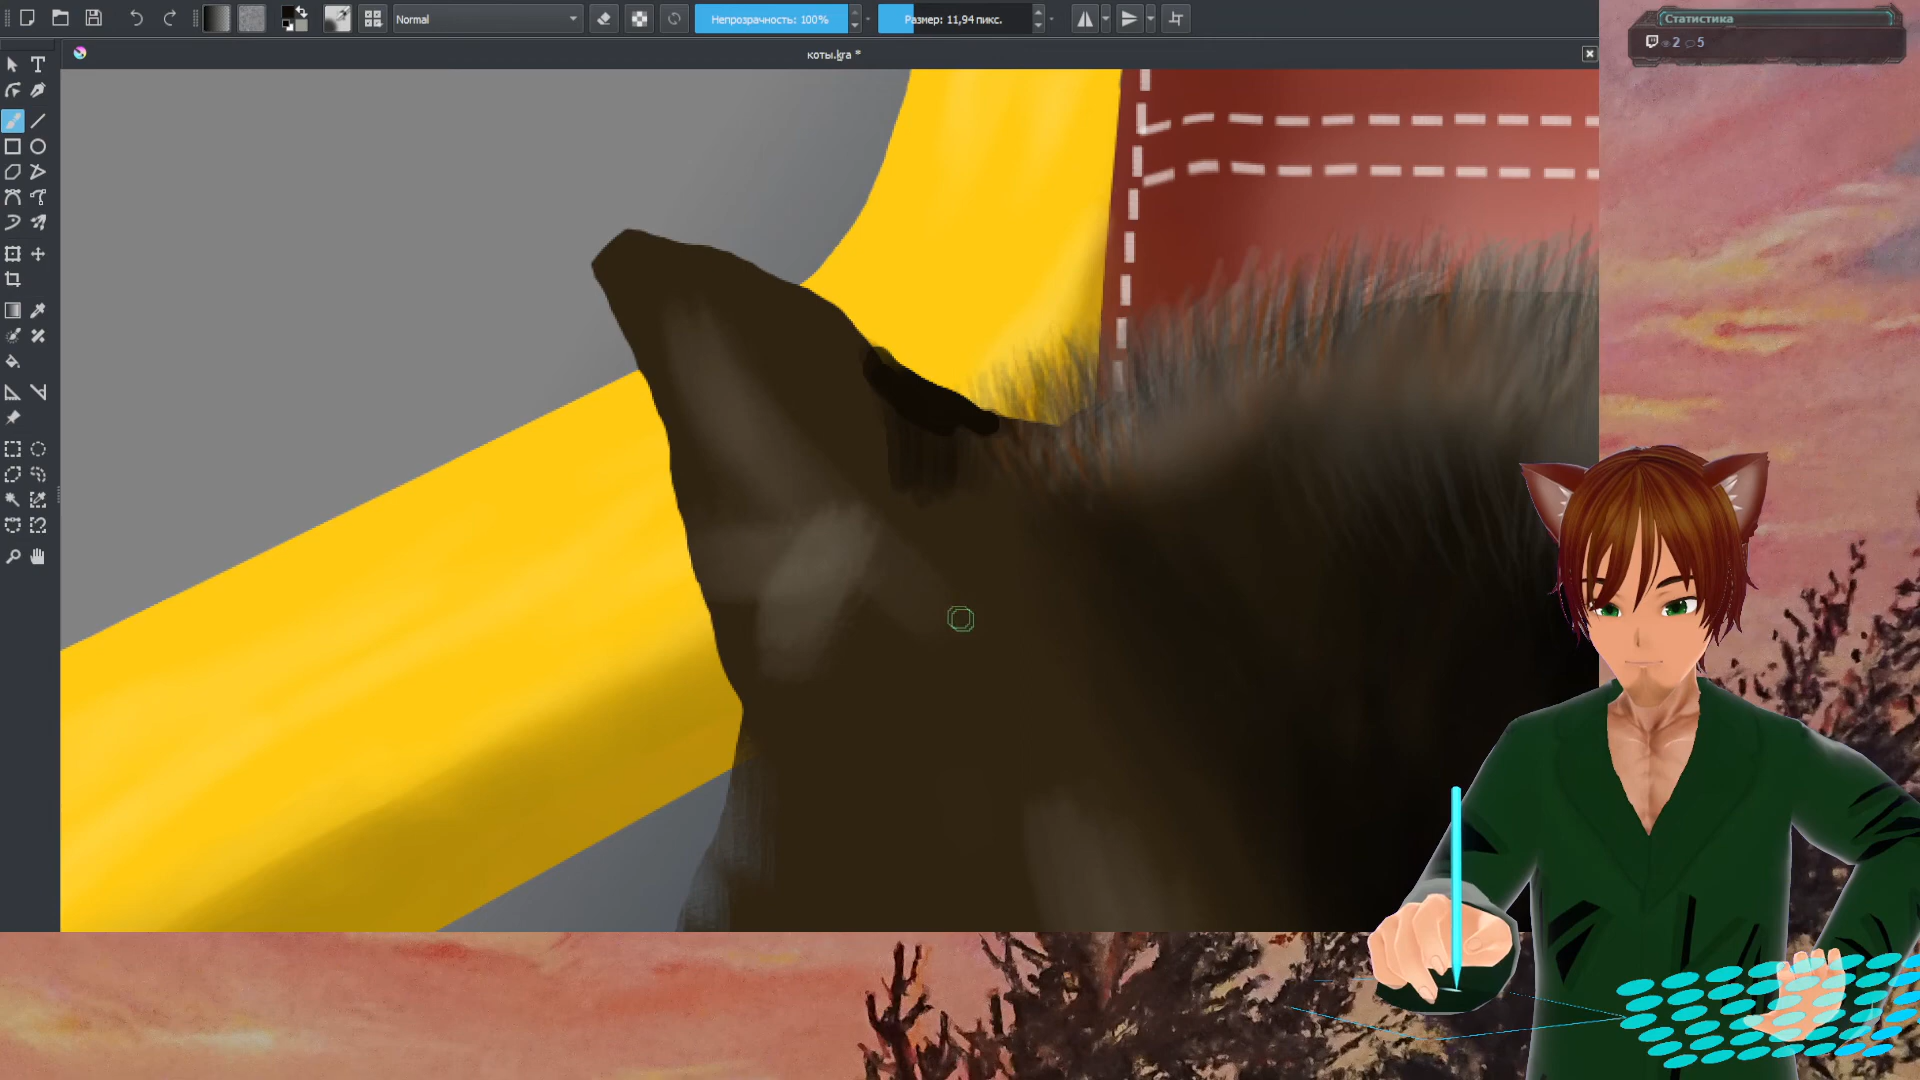 Normal
Непрозрачность: 100%
Размер: 11,94 пикс.
Статистика
коты.kra *
2 5